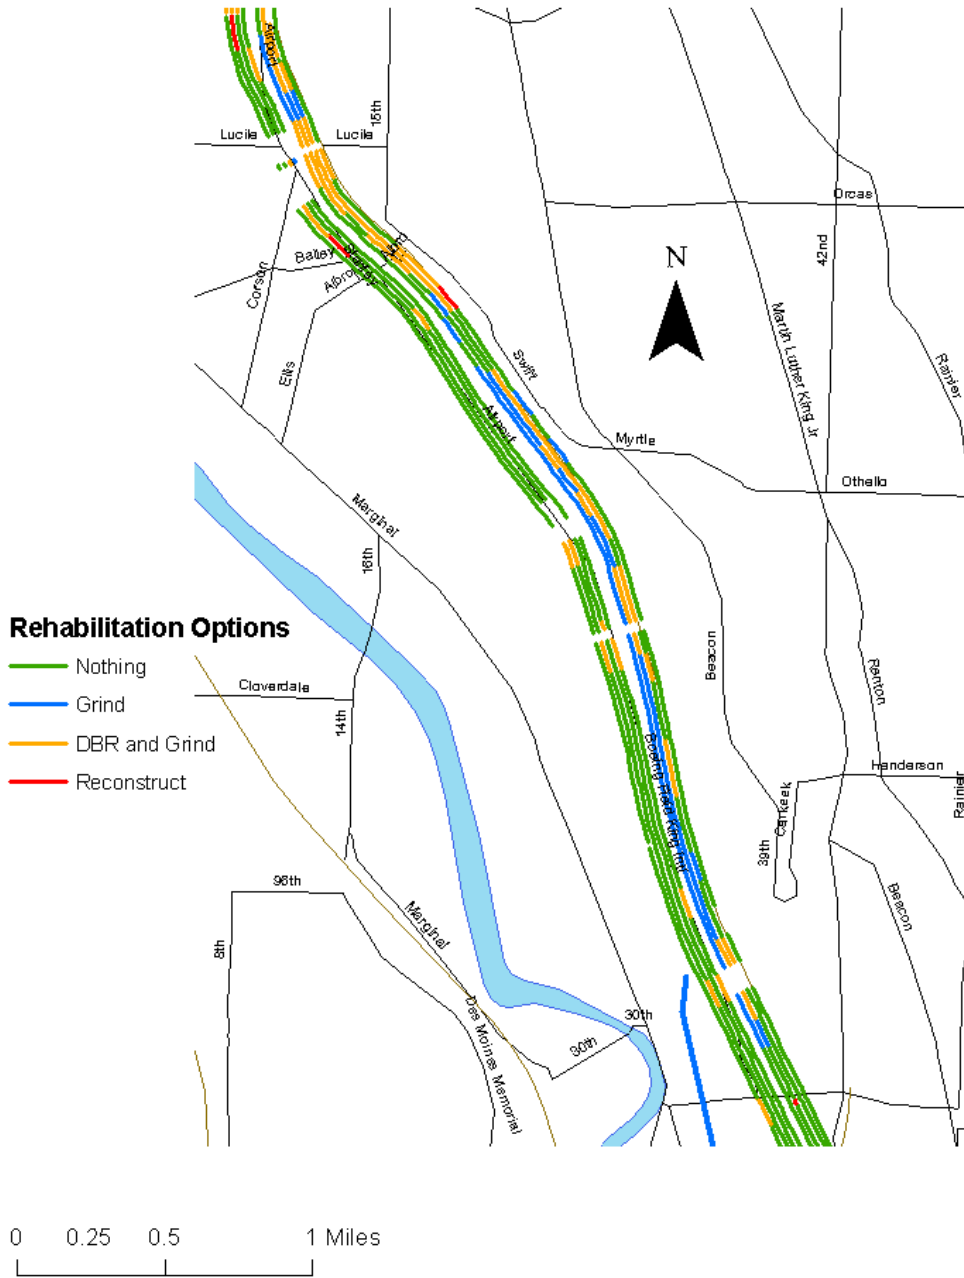 Airport
15th
Lucile
Lucile
Orcas
42nd
N
Bailey
Albro
Corson
Ellis
Swift
Martin Luther King Jr
Rainier
Airport
Myrtle
Othello
Marginal
16th
Rehabilitation Options
Nothing
Grind
DBR and Grind
Reconstruct
Beacon
Renton
Cloverdale
14th
Henderson
Rainier
Carkeek
39th
96th
8th
Marginal
Beacon
Des Moines Memorial
30th
30th
0 0.25 0.5 1 Miles